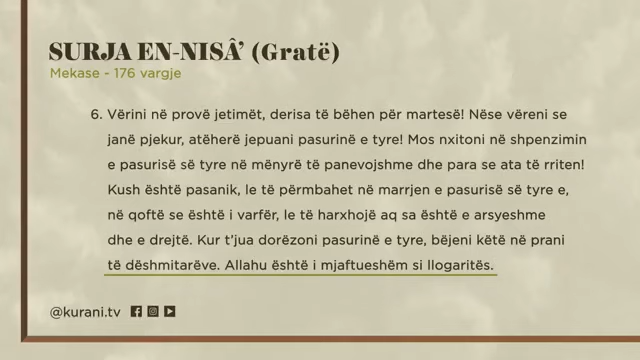 SURJA EN-NISÂ’ (Gratë)
Mekase - 176 vargje
6. Vërini në provë jetimët, derisa të bëhen për martesë! Nëse vëreni se
janë pjekur, atëherë jepuani pasurinë e tyre! Mos nxitoni në shpenzimin
e pasurisë së tyre në mënyrë të panevojshme dhe para se ata të rriten!
Kush është pasanik, le të përmbahet në marrjen e pasurisë së tyre e,
në qoftë se është i varfër, le të harxhojë aq sa është e arsyeshme
dhe e drejtë. Kur t’jua dorëzoni pasurinë e tyre, bëjeni këtë në prani
të dëshmitarëve. Allahu është i mjaftueshëm si llogaritës.
@kurani.tv